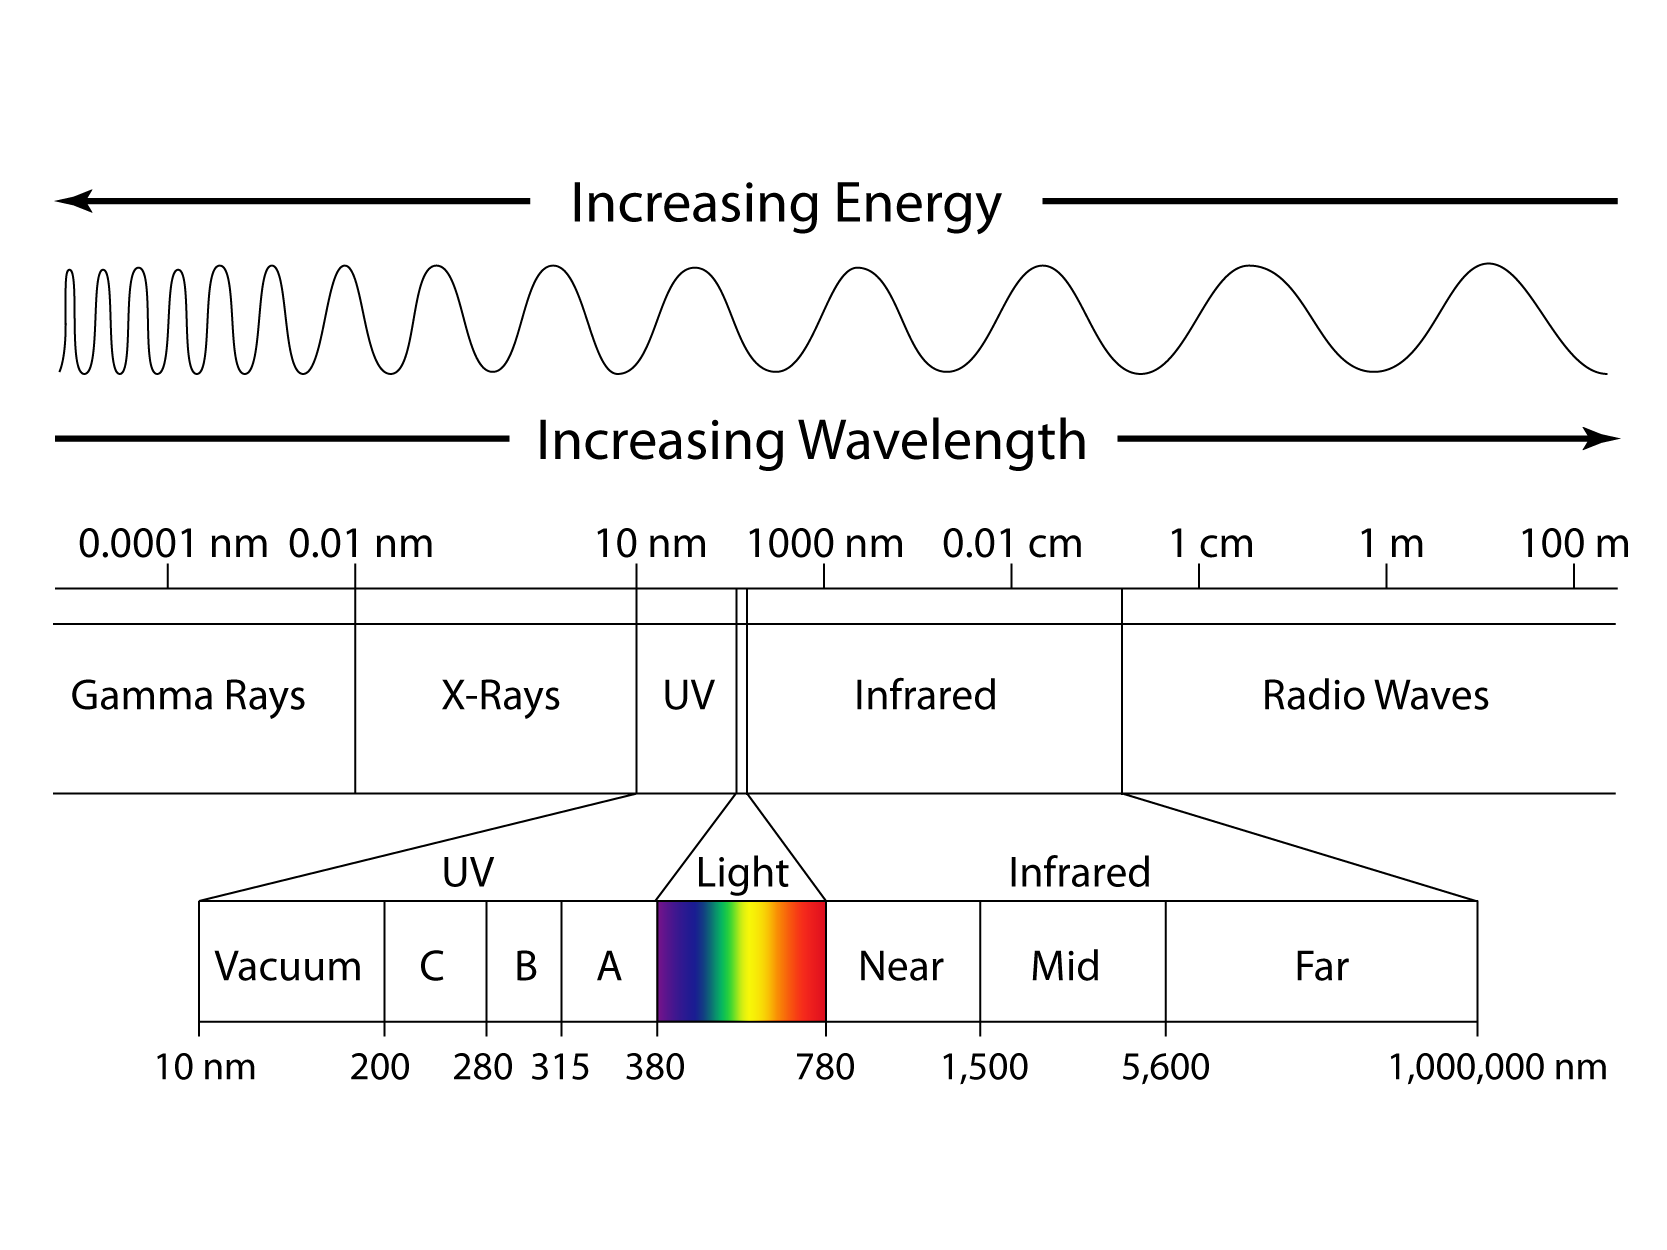 Increasing Energy
Increasing Wavelength
0.0001 nm 0.01 nm 10 nm 1000 nm 0.01 cm 1 cm 1 m 100 m
Gamma Rays X-Rays UV Infrared Radio Waves
UV Light Infrared
Vacuum C B A Near Mid Far
10 nm 200 280 315 380 780 1,500 5,600 1,000,000 nm